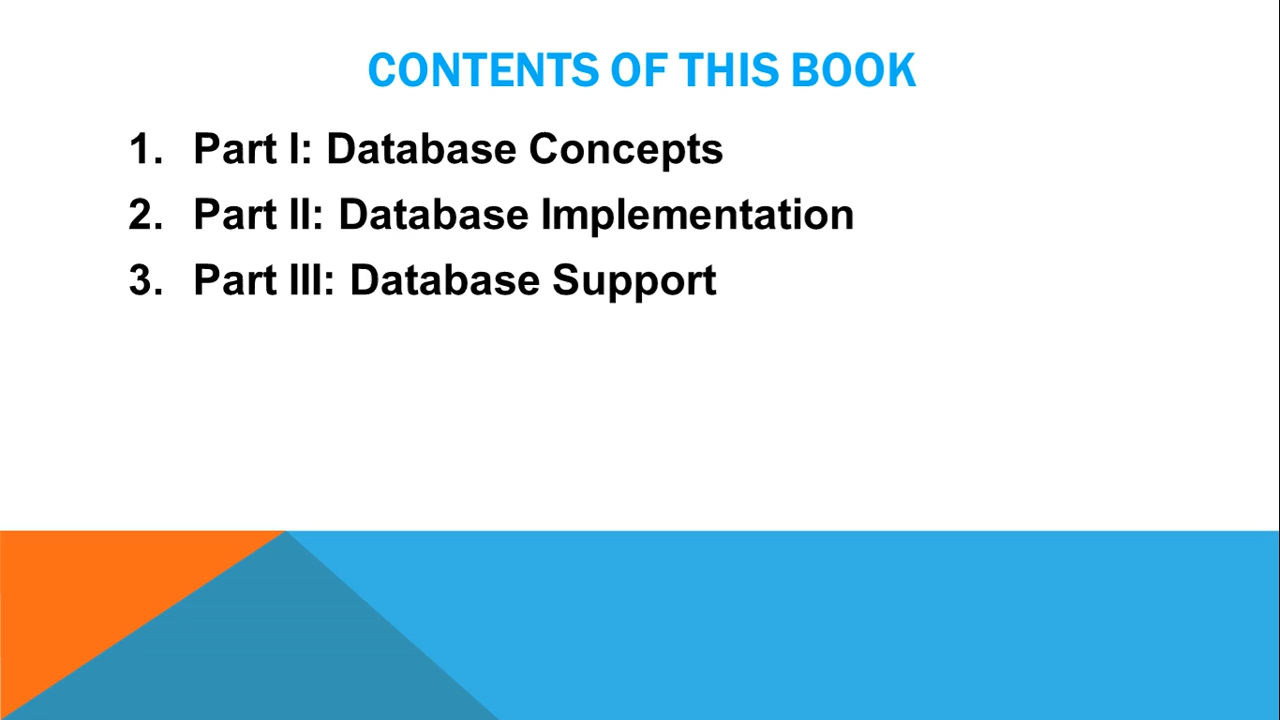 CONTENTS OF THIS BOOK
1. Part I: Database Concepts
2. Part II: Database Implementation
3. Part III: Database Support